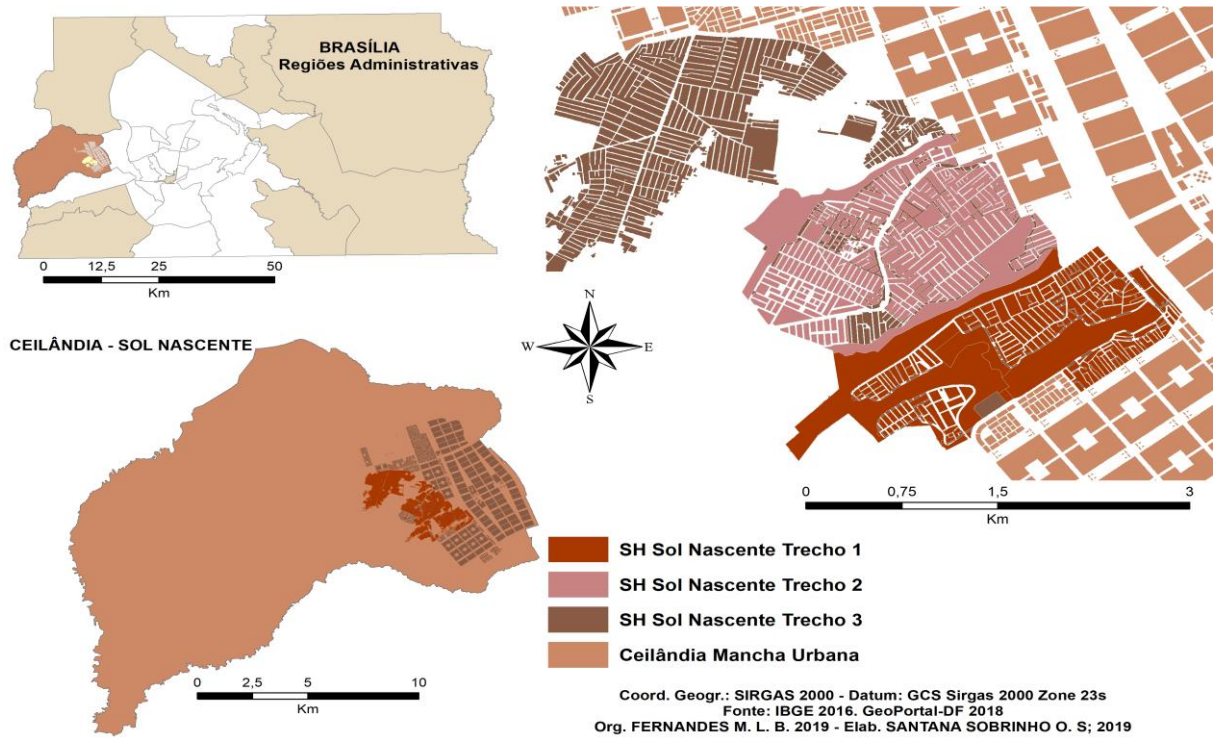 BRASÍLIA
Regiões Administrativas
0 12,5 25 50
Km
CEILÂNDIA - SOL NASCENTE
0 2,5 5 10
Km
N
W E
S
0 0,75 1,5 3
Km
SH Sol Nascente Trecho 1
SH Sol Nascente Trecho 2
SH Sol Nascente Trecho 3
Ceilândia Mancha Urbana
Coord. Geogr.: SIRGAS 2000 - Datum: GCS Sirgas 2000 Zone 23s
Fonte: IBGE 2016. GeoPortal-DF 2018
Org. FERNANDES M. L. B. 2019 - Elab. SANTANA SOBRINHO O. S; 2019